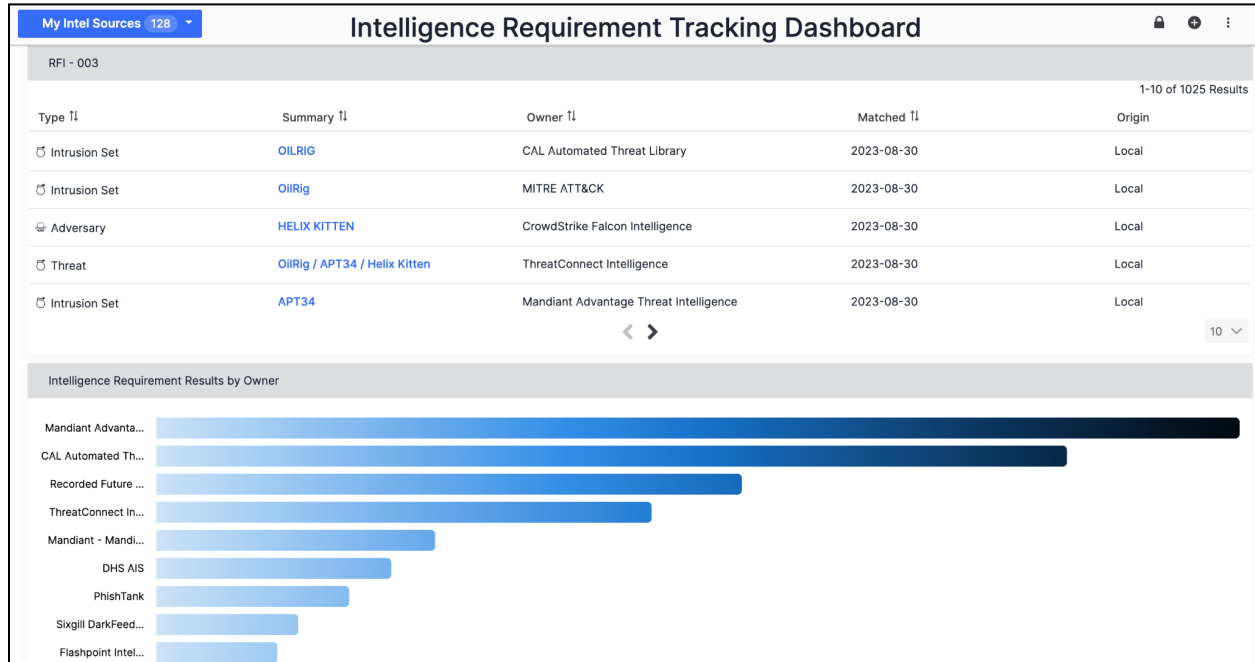 My Intel Sources 128
Intelligence Requirement Tracking Dashboard
RFI - 003
1-10 of 1025 Results
Type Summary Owner Matched Origin
Intrusion Set OILRIG CAL Automated Threat Library 2023-08-30 Local
Intrusion Set OilRig MITRE ATT&CK 2023-08-30 Local
Adversary HELIX KITTEN CrowdStrike Falcon Intelligence 2023-08-30 Local
Threat OilRig / APT34 / Helix Kitten ThreatConnect Intelligence 2023-08-30 Local
Intrusion Set APT34 Mandiant Advantage Threat Intelligence 2023-08-30 Local
10
Intelligence Requirement Results by Owner
Mandiant Advanta...
CAL Automated Th...
Recorded Future ...
ThreatConnect In...
Mandiant - Mandi...
DHS AIS
PhishTank
Sixgill DarkFeed...
Flashpoint Intel...